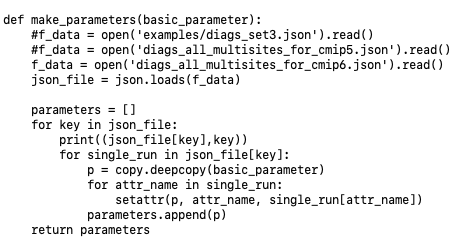 def make_parameters(basic_parameter):
    #f_data = open('examples/diags_set3.json').read()
    #f_data = open('diags_all_multisites_for_cmip5.json').read()
    f_data = open('diags_all_multisites_for_cmip6.json').read()
    json_file = json.loads(f_data)

    parameters = []
    for key in json_file:
        print((json_file[key],key))
        for single_run in json_file[key]:
            p = copy.deepcopy(basic_parameter)
            for attr_name in single_run:
                setattr(p, attr_name, single_run[attr_name])
            parameters.append(p)
    return parameters